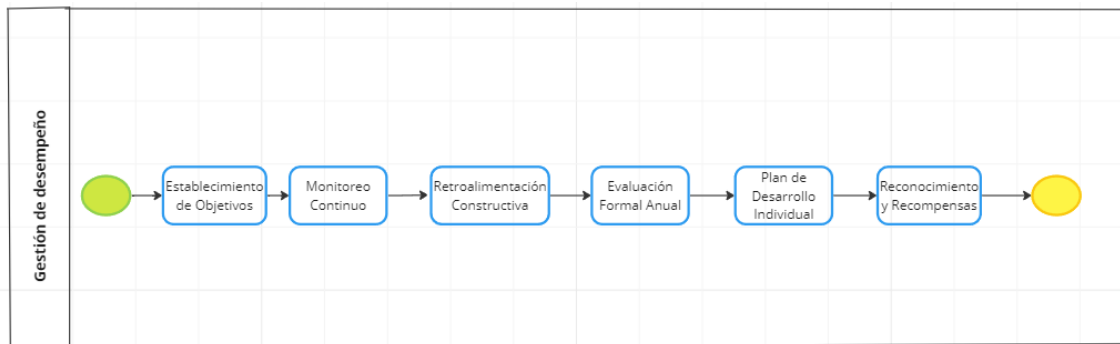 Gestión de desempeño
Establecimiento
de Objetivos
Monitoreo
Continuo
Retroalimentación
Constructiva
Evaluación
Formal Anual
Plan de
Desarrollo
Individual
Reconocimiento
y Recompensas